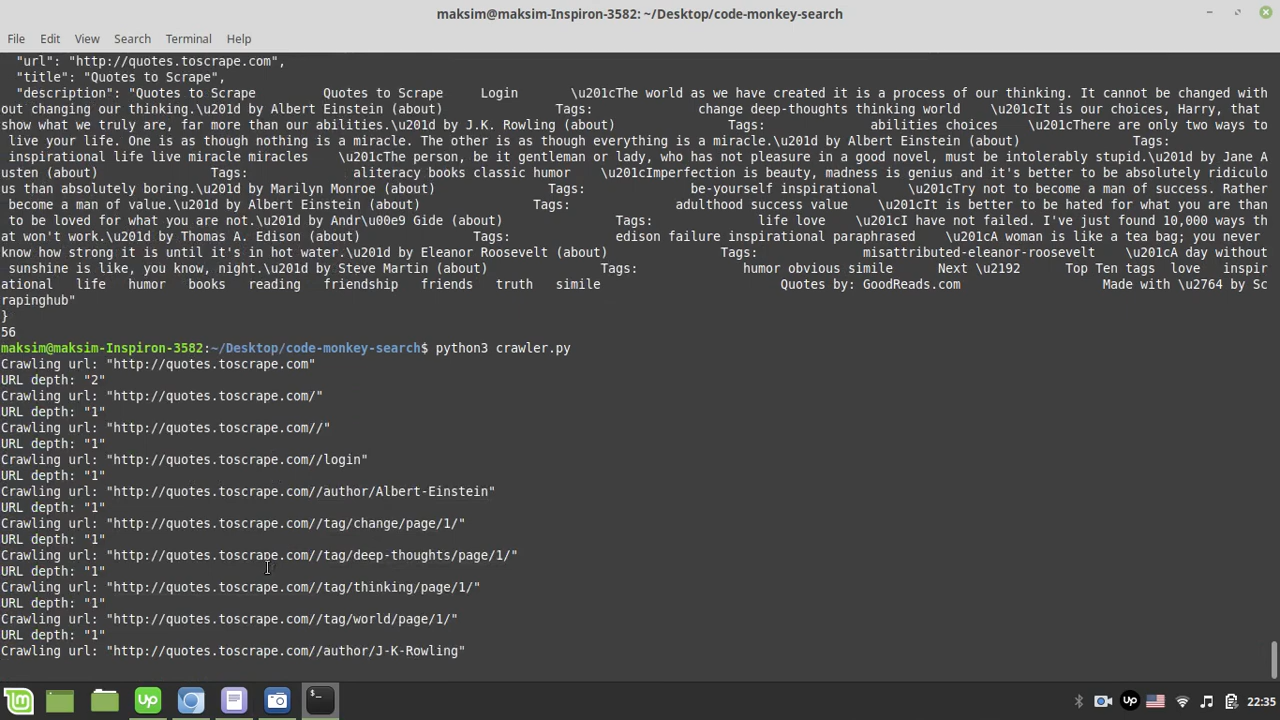 maksim@maksim-Inspiron-3582: ~/Desktop/code-monkey-search
File Edit View Search Terminal Help
"url": "http://quotes.toscrape.com",
"title": "Quotes to Scrape",
"description": "Quotes to Scrape Quotes to Scrape Login \u201cThe world as we have created it is a process of our thinking. It cannot be changed with
out changing our thinking.\u201d by Albert Einstein (about) Tags: change deep-thoughts thinking world \u201cIt is our choices, Harry, that
show what we truly are, far more than our abilities.\u201d by J.K. Rowling (about) Tags: abilities choices \u201cThere are only two ways to
live your life. One is as though nothing is a miracle. The other is as though everything is a miracle.\u201d by Albert Einstein (about) Tags:
inspirational life live miracle miracles \u201cThe person, be it gentleman or lady, who has not pleasure in a good novel, must be intolerably stupid.\u201d by Jane A
usten (about) Tags: aliteracy books classic humor \u201cImperfection is beauty, madness is genius and it's better to be absolutely ridiculo
us than absolutely boring.\u201d by Marilyn Monroe (about) Tags: be-yourself inspirational \u201cTry not to become a man of success. Rather
become a man of value.\u201d by Albert Einstein (about) Tags: adulthood success value \u201cIt is better to be hated for what you are than
to be loved for what you are not.\u201d by Andr\u00e9 Gide (about) Tags: life love \u201cI have not failed. I've just found 10,000 ways th
at won't work.\u201d by Thomas A. Edison (about) Tags: edison failure inspirational paraphrased \u201cA woman is like a tea bag; you never
know how strong it is until it's in hot water.\u201d by Eleanor Roosevelt (about) Tags: misattributed-eleanor-roosevelt \u201cA day without
sunshine is like, you know, night.\u201d by Steve Martin (about) Tags: humor obvious simile Next \u2192 Top Ten tags love inspir
ational life humor books reading friendship friends truth simile Quotes by: GoodReads.com Made with \u2764 by Sc
rapinghub"
}
56
maksim@maksim-Inspiron-3582:~/Desktop/code-monkey-search$ python3 crawler.py
Crawling url: "http://quotes.toscrape.com"
URL depth: "2"
Crawling url: "http://quotes.toscrape.com/"
URL depth: "1"
Crawling url: "http://quotes.toscrape.com//"
URL depth: "1"
Crawling url: "http://quotes.toscrape.com//login"
URL depth: "1"
Crawling url: "http://quotes.toscrape.com//author/Albert-Einstein"
URL depth: "1"
Crawling url: "http://quotes.toscrape.com//tag/change/page/1/"
URL depth: "1"
Crawling url: "http://quotes.toscrape.com//tag/deep-thoughts/page/1/"
URL depth: "1"
Crawling url: "http://quotes.toscrape.com//tag/thinking/page/1/"
URL depth: "1"
Crawling url: "http://quotes.toscrape.com//tag/world/page/1/"
URL depth: "1"
Crawling url: "http://quotes.toscrape.com//author/J-K-Rowling"
22:35